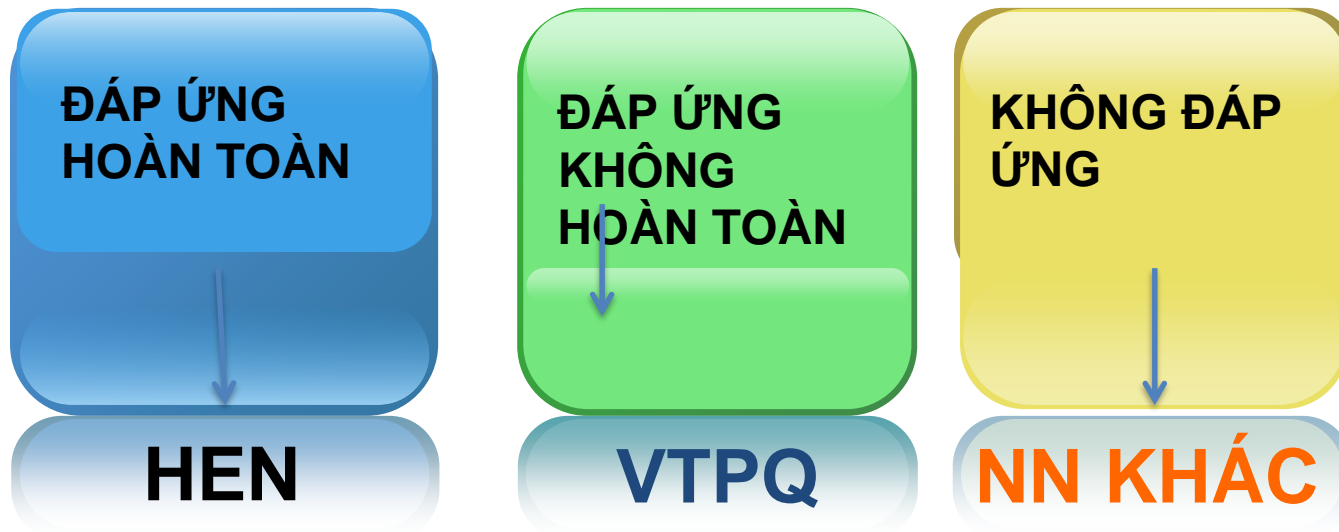 ĐÁP ỨNG
HOÀN TOÀN
HEN
ĐÁP ỨNG
KHÔNG
HOÀN TOÀN
VTPQ
KHÔNG ĐÁP
ỨNG
NN KHÁC